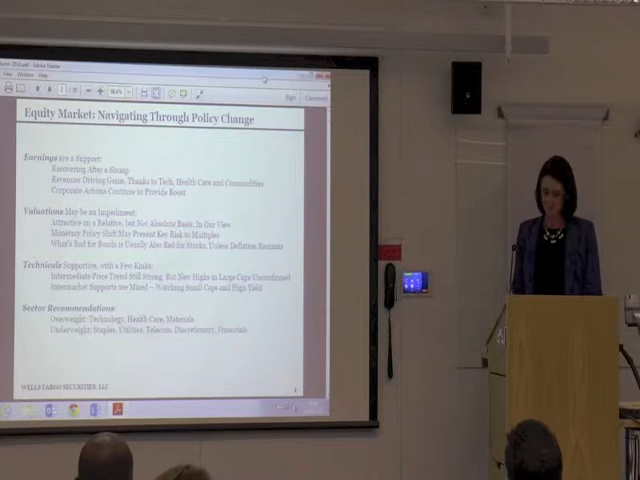 View Window Help
Sign
Comment
Equity Market: Navigating Through Policy Change
Earnings are a Support:
Recovering After a Slump
Revenues Driving Gains, Thanks to Tech, Health Care and Commodities
Corporate Actions Continue to Provide Boost
Valuations May be an Impediment:
Attractive on a Relative, but Not Absolute Basis, In Our View
Monetary Policy Shift May Present Key Risk to Multiples
What's Bad for Bonds is Usually Also Bad for Stocks, Unless Deflation Remains
Technicals Supportive, with a Few Kinks:
Intermediate Price Trend Still Strong, But New Highs in Large Caps Unconfirmed
Intermarket Supports are Mixed – Watching Small Caps and High Yield
Sector Recommendations:
Overweight: Technology, Health Care, Materials
Underweight: Staples, Utilities, Telecom, Discretionary, Financials
WELLS FARGO SECURITIES, LLC